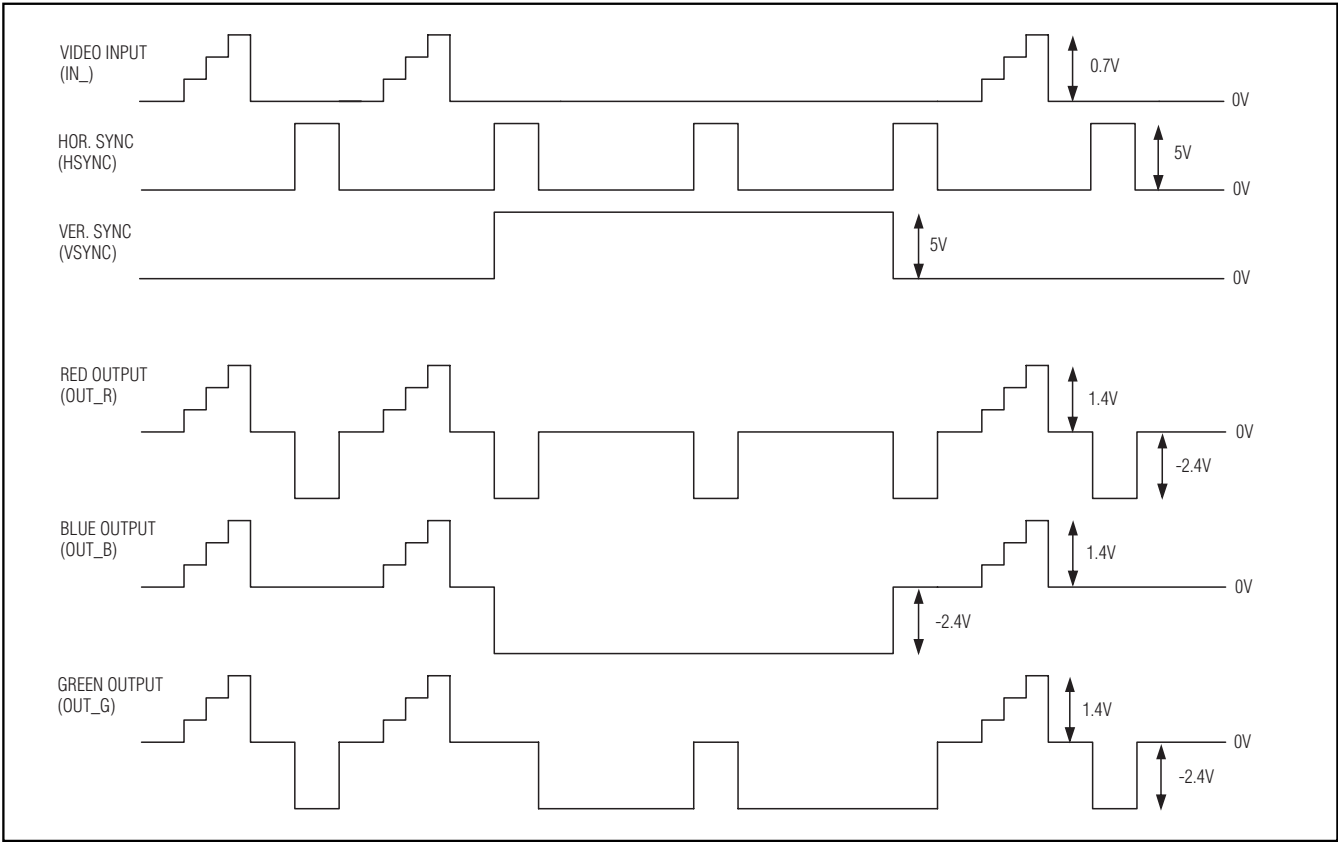 VIDEO INPUT
(IN_)
0.7V
0V
HOR. SYNC
(HSYNC)
5V
0V
VER. SYNC
(VSYNC)
5V
0V
RED OUTPUT
(OUT_R)
1.4V
0V
-2.4V
BLUE OUTPUT
(OUT_B)
1.4V
0V
-2.4V
GREEN OUTPUT
(OUT_G)
1.4V
0V
-2.4V